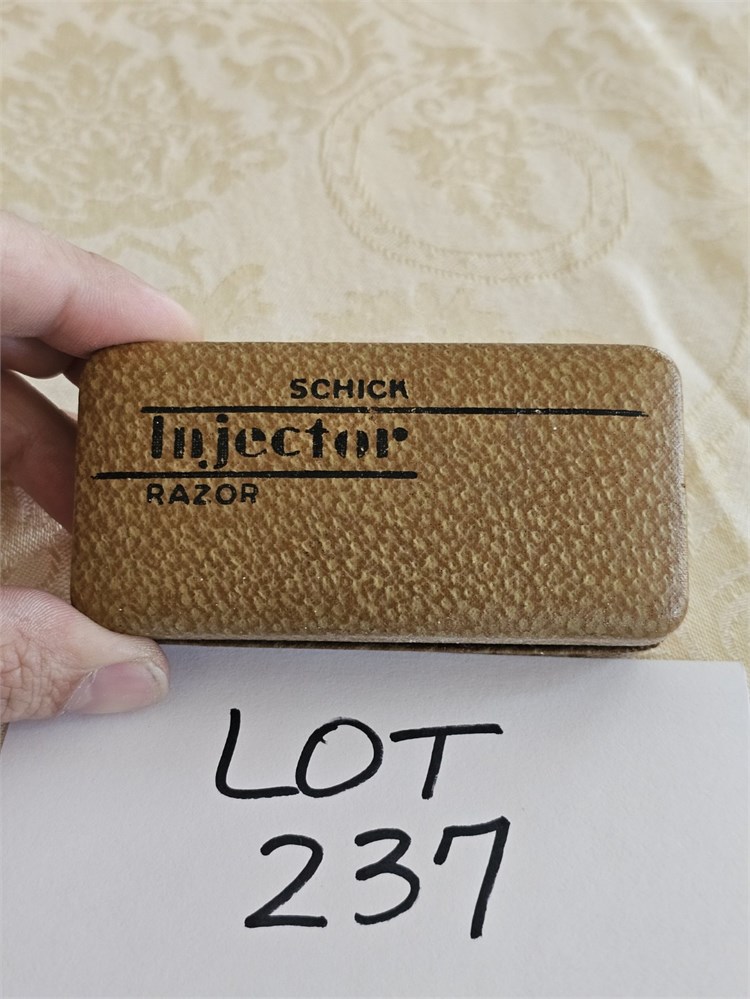 SCHICK
Injector
RAZOR
LOT
237